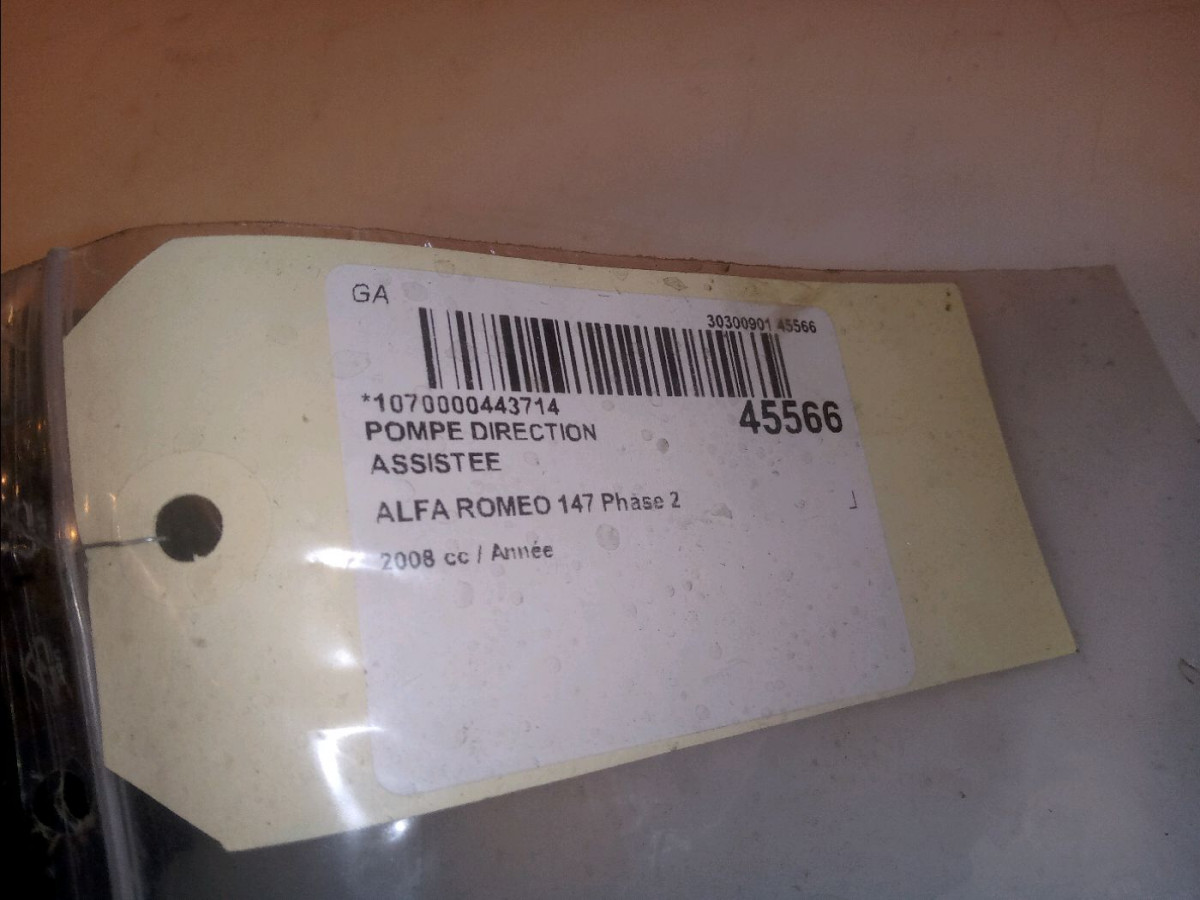 GA
30300901 45566
*1070000443714
45566
POMPE DIRECTION
ASSISTEE
ALFA ROMEO 147 Phase 2
2008 cc / Année